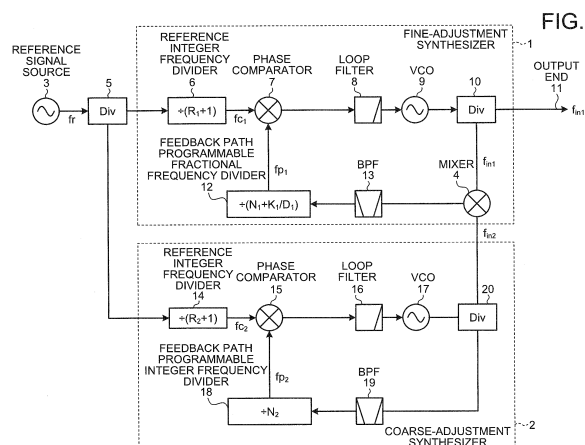 FIG.
FINE-ADJUSTMENT
SYNTHESIZER
1
REFERENCE
SIGNAL
SOURCE
3
fr
5
Div
REFERENCE
INTEGER
FREQUENCY
DIVIDER
6
÷(R₁+1)
fc₁
PHASE
COMPARATOR
7
LOOP
FILTER
8
VCO
9
10
Div
OUTPUT
END
11
fin1
FEEDBACK PATH
PROGRAMMABLE
FRACTIONAL
FREQUENCY DIVIDER
12
÷(N₁+K₁/D₁)
fp₁
BPF
13
fin1
MIXER
4
fin2
REFERENCE
INTEGER
FREQUENCY
DIVIDER
14
÷(R₂+1)
fc₂
PHASE
COMPARATOR
15
LOOP
FILTER
16
VCO
17
20
Div
FEEDBACK PATH
PROGRAMMABLE
INTEGER FREQUENCY
DIVIDER
18
÷N₂
fp₂
BPF
19
COARSE-ADJUSTMENT
SYNTHESIZER
2